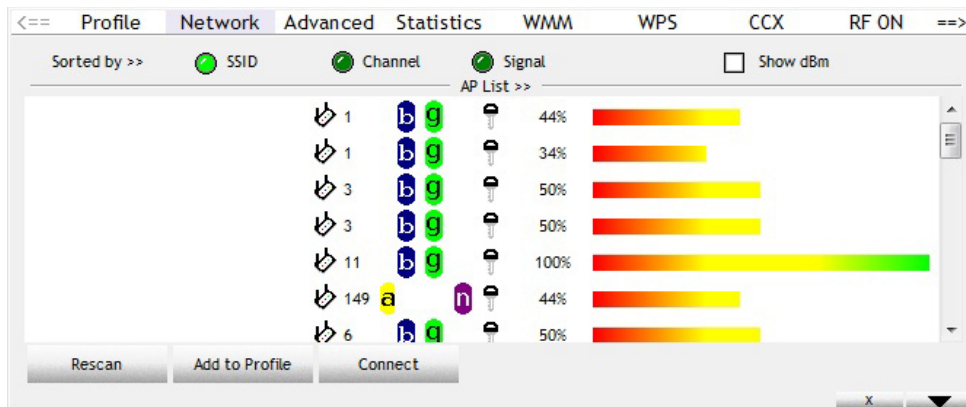 <== Profile Network Advanced Statistics WMM WPS CCX RF ON ==>
Sorted by >> SSID Channel Signal Show dBm
AP List >>
1 b g 44%
1 b g 34%
3 b g 50%
3 b g 50%
11 b g 100%
149 a n 44%
6 b g 50%
Rescan Add to Profile Connect
X